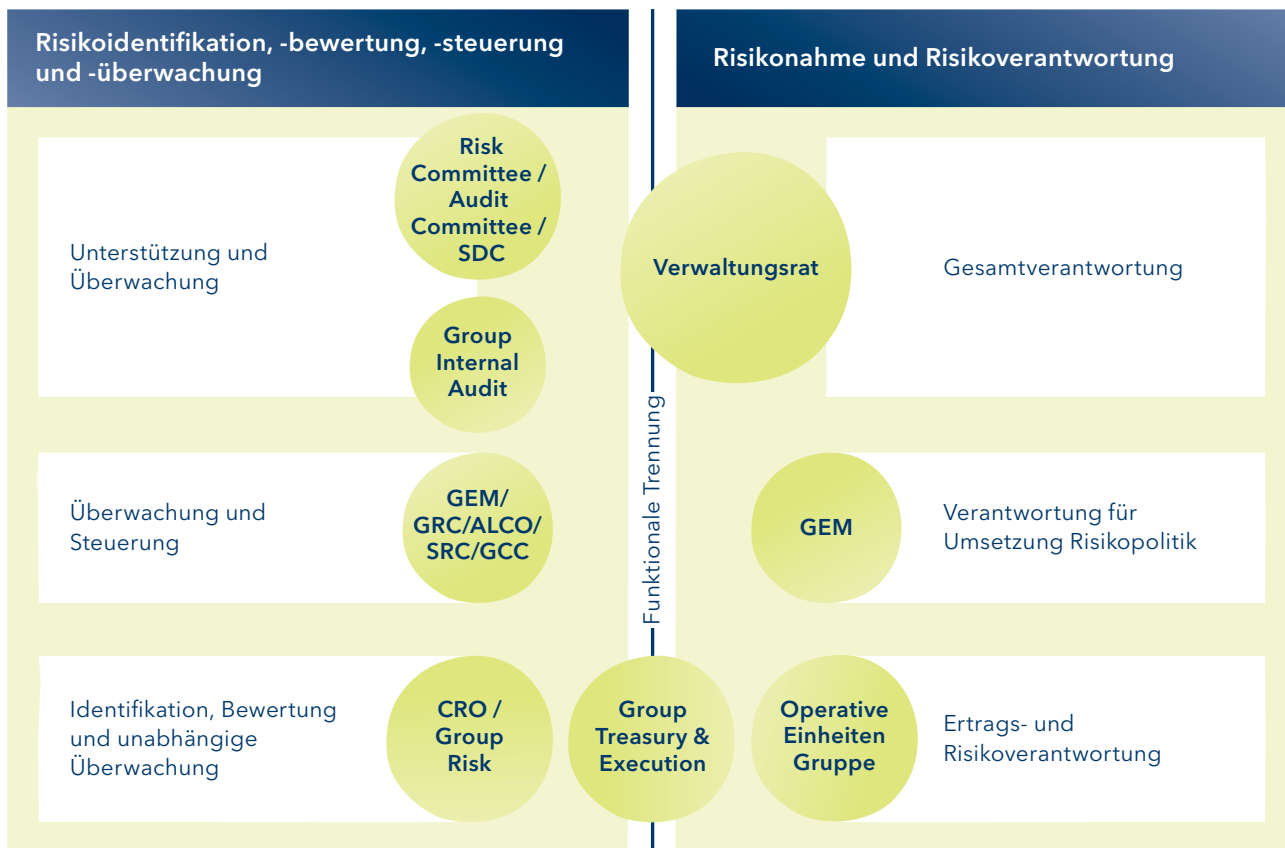 Risikoidentifikation, -bewertung, -steuerung
und -überwachung
Risikonahme und Risikoverantwortung
Unterstützung und
Überwachung
Risk
Committee /
Audit
Committee /
SDC
Group
Internal
Audit
Verwaltungsrat
Gesamtverantwortung
Funktionale Trennung
Überwachung und
Steuerung
GEM/
GRC/ALCO/
SRC/GCC
GEM
Verantwortung für
Umsetzung Risikopolitik
Identifikation, Bewertung
und unabhängige
Überwachung
CRO /
Group
Risk
Group
Treasury &
Execution
Operative
Einheiten
Gruppe
Ertrags- und
Risikoverantwortung